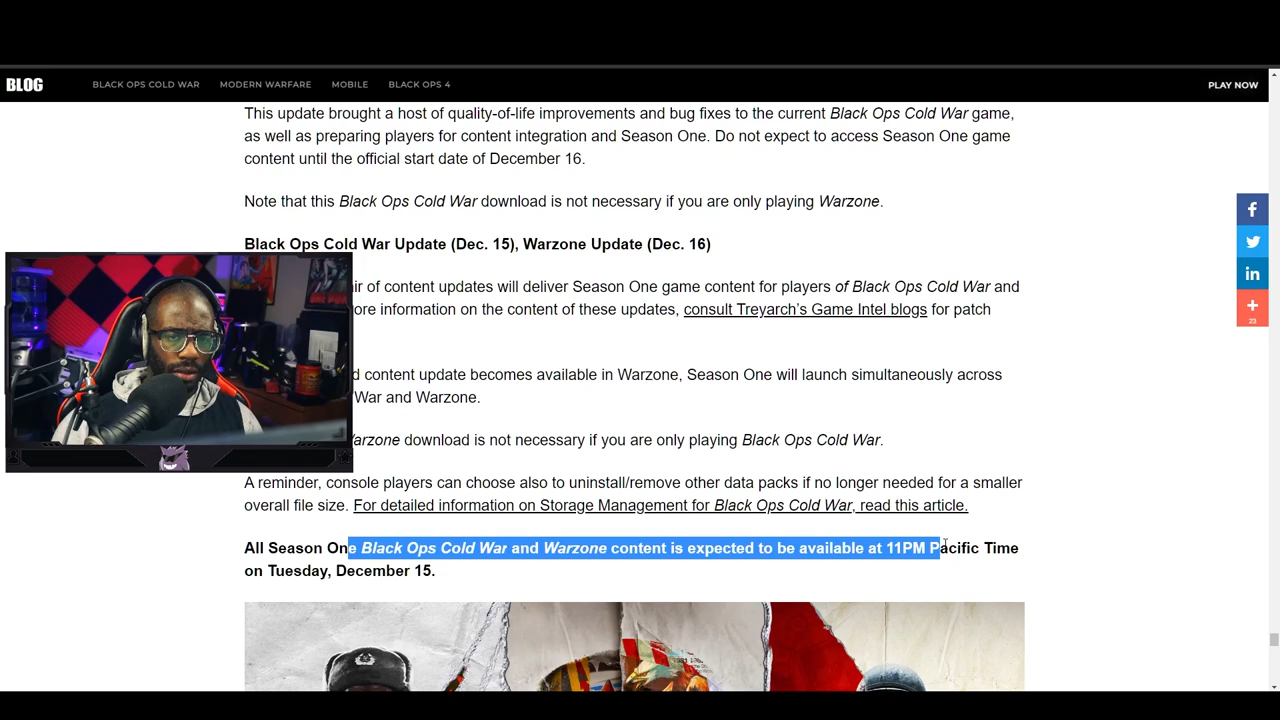 BLOG BLACK OPS COLD WAR MODERN WARFARE MOBILE BLACK OPS 4 PLAY NOW
This update brought a host of quality-of-life improvements and bug fixes to the current Black Ops Cold War game,
as well as preparing players for content integration and Season One. Do not expect to access Season One game
content until the official start date of December 16.
Note that this Black Ops Cold War download is not necessary if you are only playing Warzone.
Black Ops Cold War Update (Dec. 15), Warzone Update (Dec. 16)
of content updates will deliver Season One game content for players of Black Ops Cold War and
information on the content of these updates, consult Treyarch's Game Intel blogs for patch
content update becomes available in Warzone, Season One will launch simultaneously across
War and Warzone.
download is not necessary if you are only playing Black Ops Cold War.
A reminder, console players can choose also to uninstall/remove other data packs if no longer needed for a smaller
overall file size. For detailed information on Storage Management for Black Ops Cold War, read this article.
All Season One Black Ops Cold War and Warzone content is expected to be available at 11PM Pacific Time
on Tuesday, December 15.
23